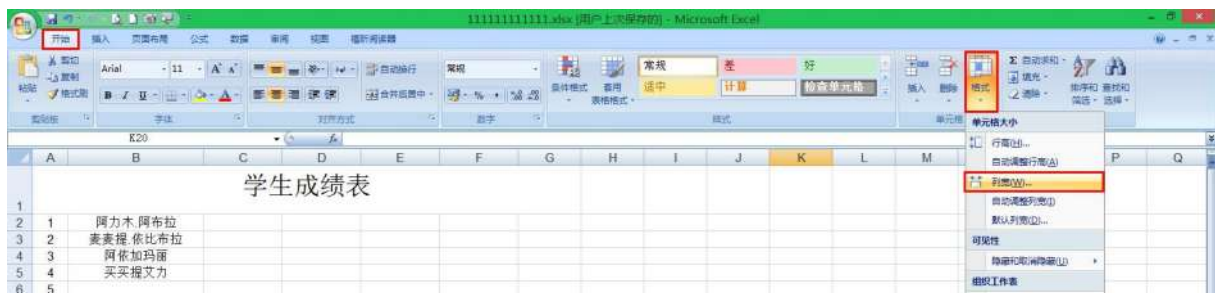 111111111111.xlsx [用户上次保存的] - Microsoft Excel
开始 插入 页面布局 公式 数据 审阅 视图 福昕阅读器
剪切
复制
粘贴 格式刷
剪贴板
Arial 11
B I U
字体
自动换行
合并后居中
对齐方式
常规
数字
条件格式 套用表格格式
常规 差 好
适中 计算 检查单元格
样式
插入 删除 格式
单元格
Σ 自动求和
填充
清除
排序和筛选 查找和选择
K20 fx
A B C D E F G H I J K L M P Q
学生成绩表
1
2 1 阿力木.阿布拉
3 2 麦麦提.依比布拉
4 3 阿依加玛丽
5 4 买买提艾力
6 5
单元格大小
行高(H)...
自动调整行高(A)
列宽(W)...
自动调整列宽(I)
默认列宽(D)...
可见性
隐藏和取消隐藏(U)
组织工作表